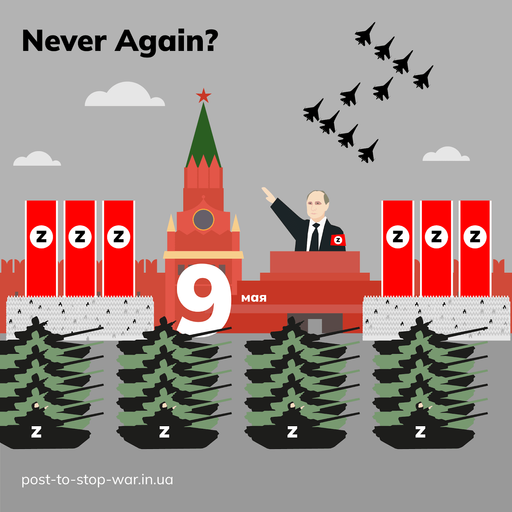 Never Again?
Z Z Z Z Z Z
Z
9 мая
Z Z Z Z
post-to-stop-war.in.ua